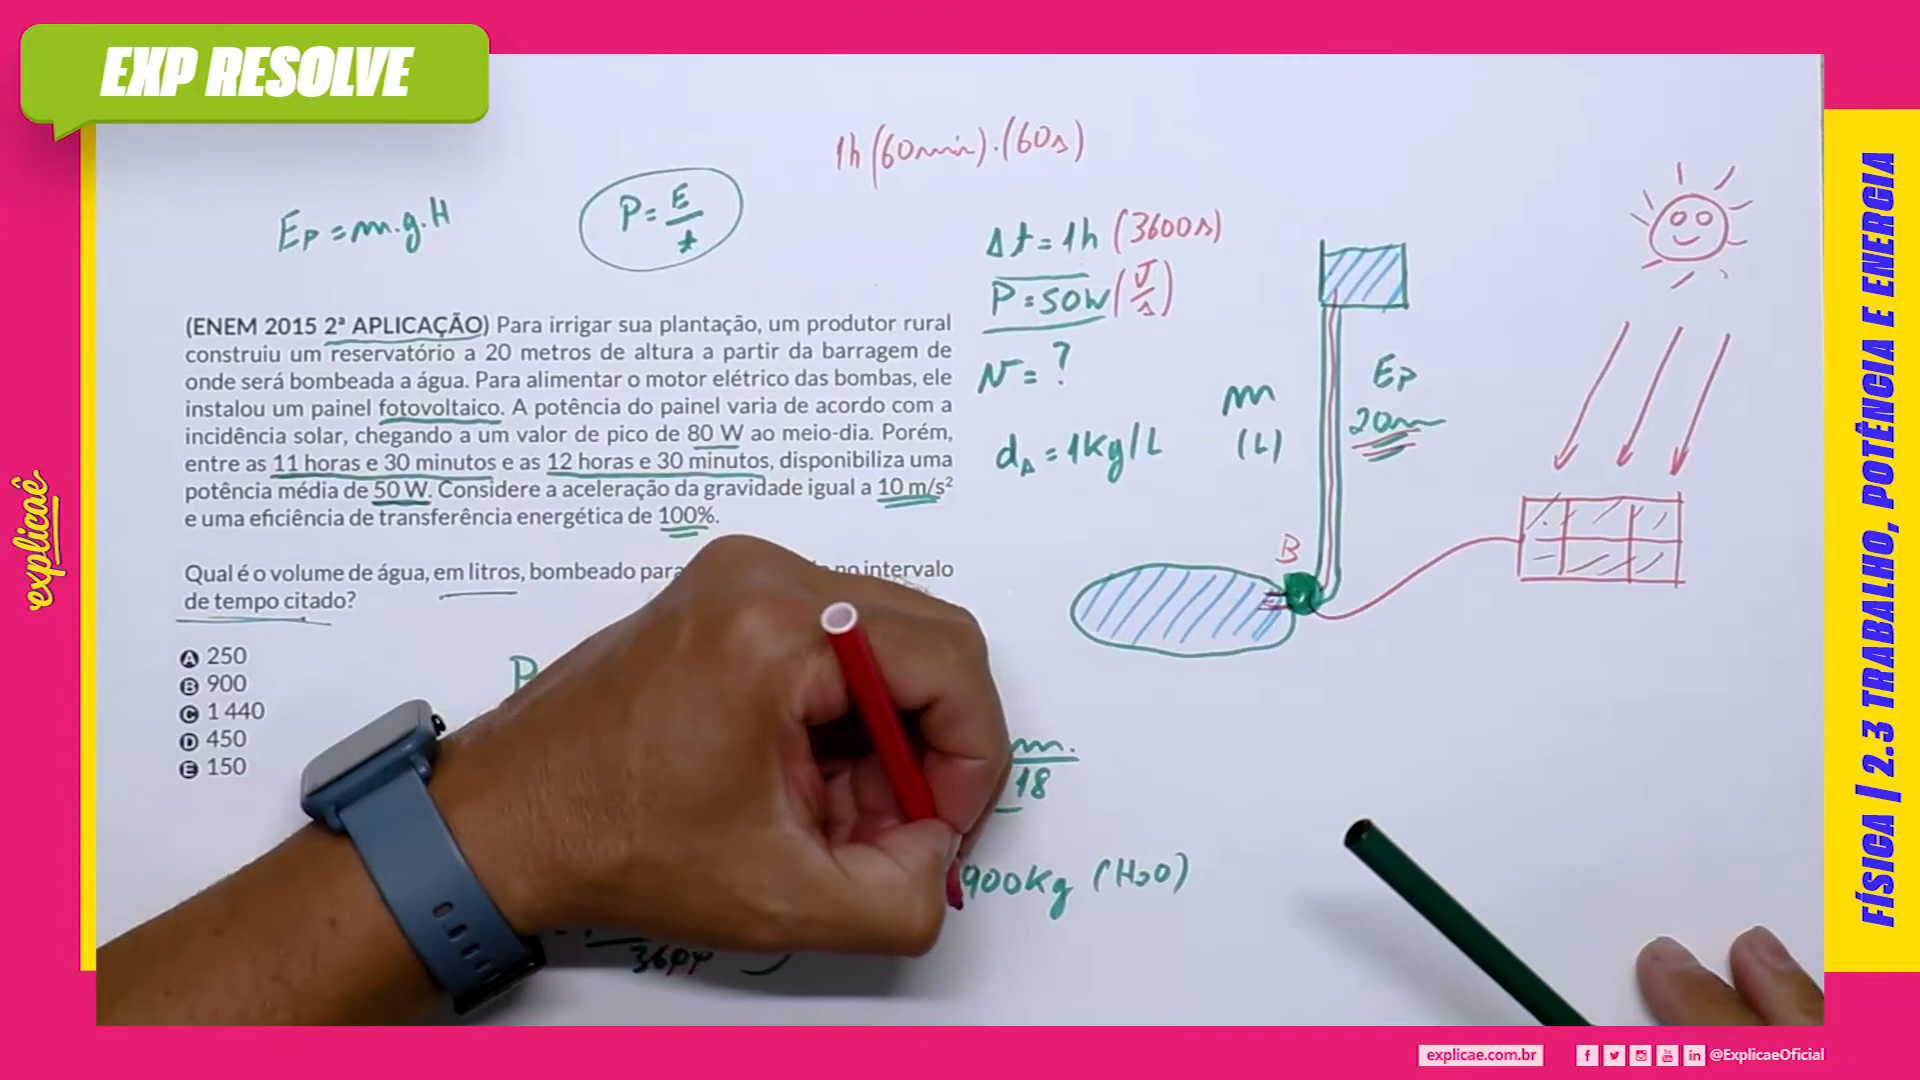 EXP RESOLVE
1h (60min).(60s)
Ep = m.g.H
P = E/t
Δt = 1h (3600s)
P = 50W (J/s)
N = ?
dA = 1Kg/L
m
(L)
Ep
20m
B
(ENEM 2015 2ª APLICAÇÃO) Para irrigar sua plantação, um produtor rural
construiu um reservatório a 20 metros de altura a partir da barragem de
onde será bombeada a água. Para alimentar o motor elétrico das bombas, ele
instalou um painel fotovoltaico. A potência do painel varia de acordo com a
incidência solar, chegando a um valor de pico de 80 W ao meio-dia. Porém,
entre as 11 horas e 30 minutos e as 12 horas e 30 minutos, disponibiliza uma
potência média de 50 W. Considere a aceleração da gravidade igual a 10 m/s²
e uma eficiência de transferência energética de 100%.
Qual é o volume de água, em litros, bombeado para no intervalo
de tempo citado?
A 250
B 900
C 1 440
D 450
E 150
P
m.
18
900Kg (H2O)
explicaê
FÍSICA | 2.3 TRABALHO, POTÊNCIA E ENERGIA
explicae.com.br
@ExplicaeOficial